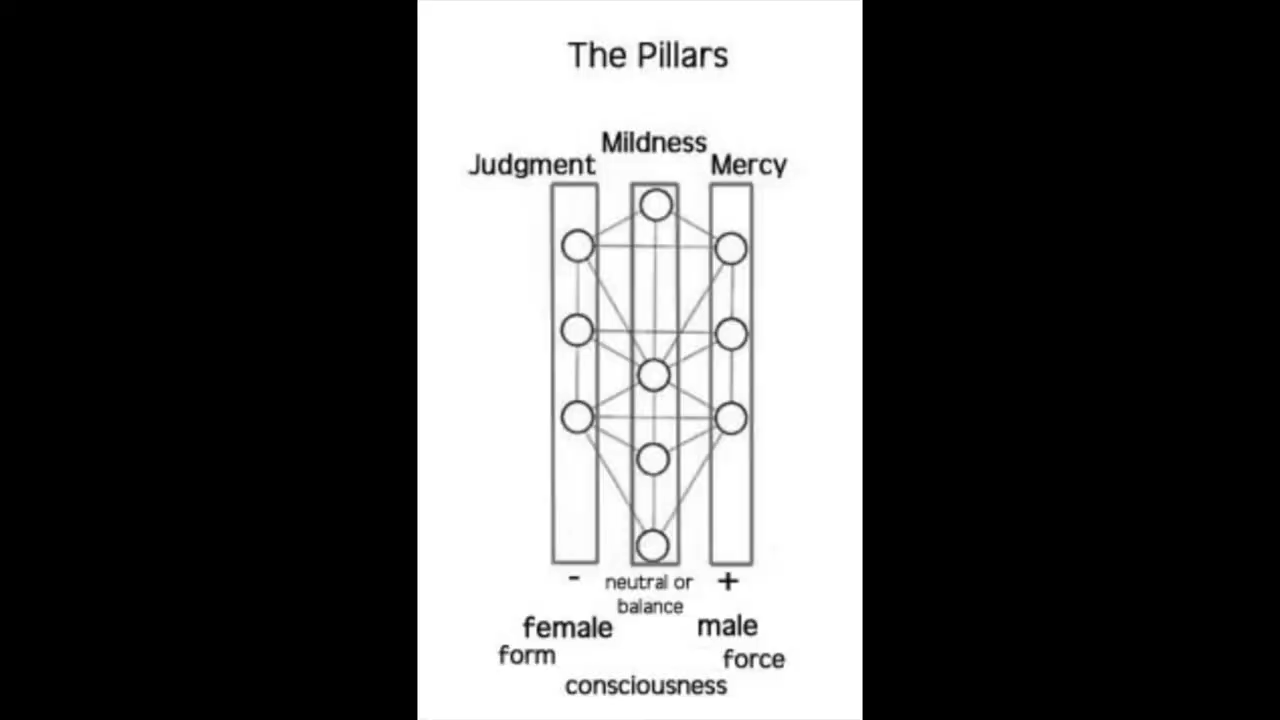 The Pillars
Mildness
Judgment
Mercy
- neutral or +
balance
female
male
form
force
consciousness